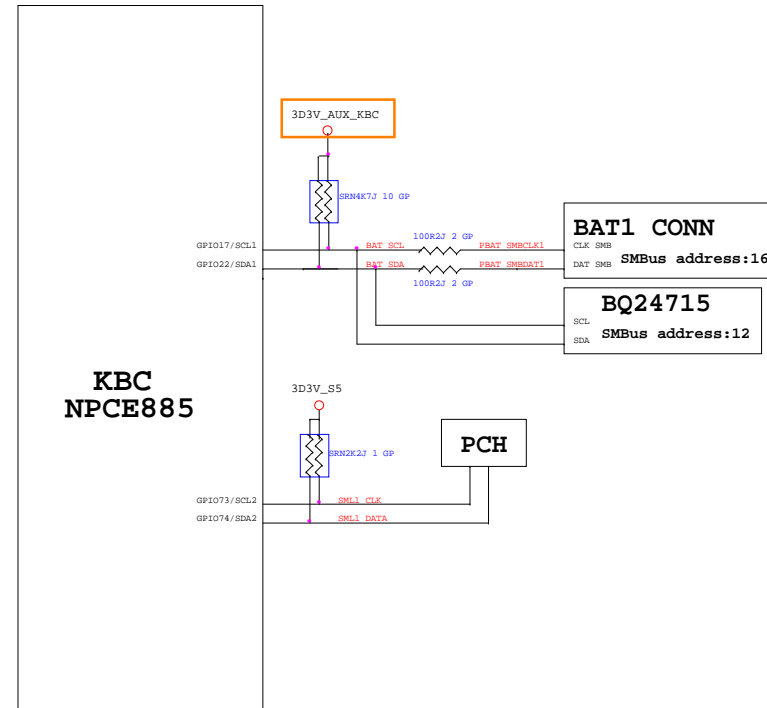 3D3V_AUX_KBC
SRN4K7J 10 GP
GPIO17/SCL1
BAT SCL
100R2J 2 GP
PBAT SMBCLK1
GPIO22/SDA1
BAT SDA
100R2J 2 GP
PBAT SMBDAT1
BAT1 CONN
CLK SMB
DAT SMB
SMBus address:16
BQ24715
SCL
SDA
SMBus address:12
KBC
NPCE885
3D3V_S5
SRN2K2J 1 GP
PCH
GPIO73/SCL2
SML1 CLK
GPIO74/SDA2
SML1 DATA